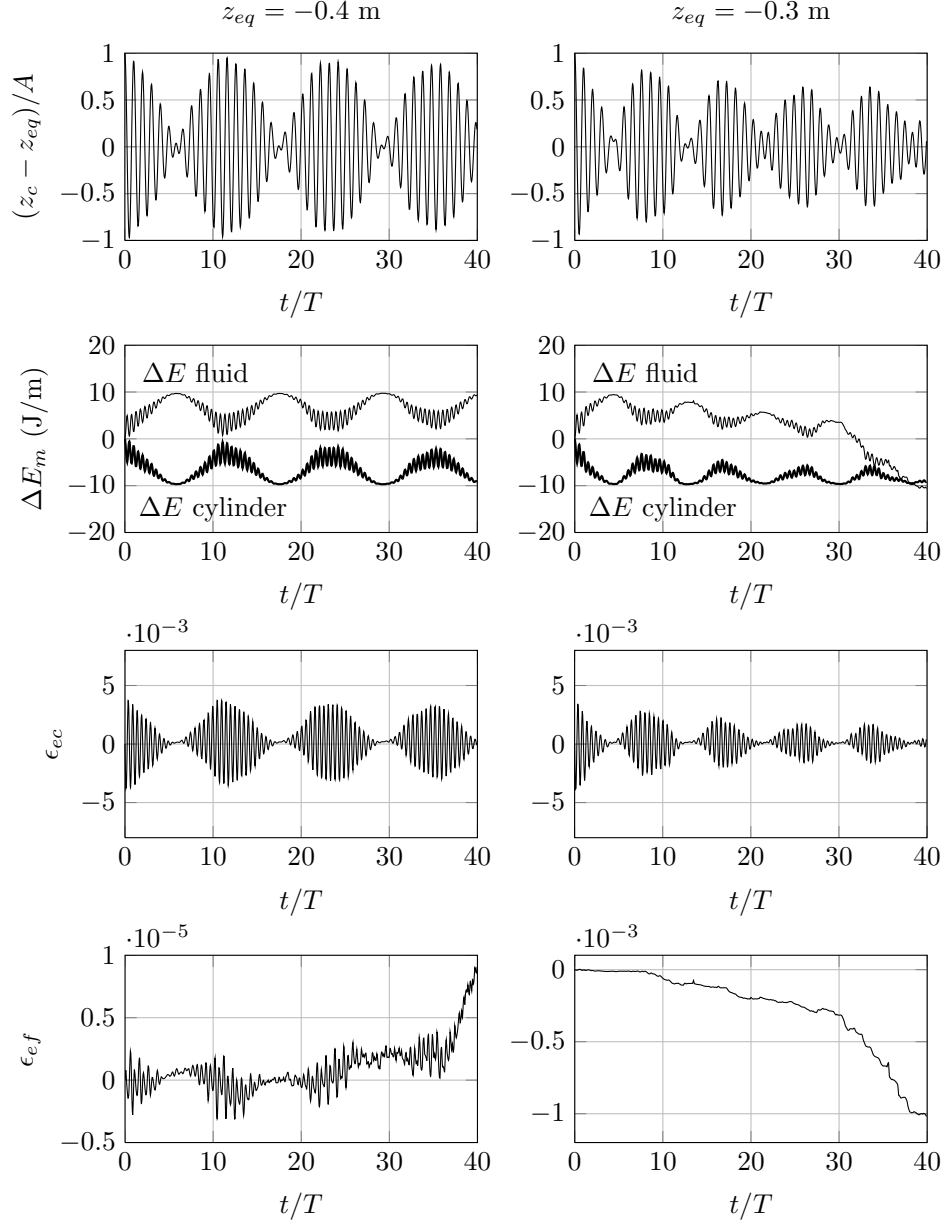 z_{eq} = −0.4 m z_{eq} = −0.3 m
(z_c − z_{eq})/A
1 0.5 0 −0.5 −1
0 10 20 30 40
t/T
1 0.5 0 −0.5 −1
0 10 20 30 40
t/T
ΔE_m (J/m)
20 10 0 −10 −20
ΔE fluid
ΔE cylinder
0 10 20 30 40
t/T
20 10 0 −10 −20
ΔE fluid
ΔE cylinder
0 10 20 30 40
t/T
ϵ_{ec}
·10^{−3}
5 0 −5
0 10 20 30 40
t/T
·10^{−3}
5 0 −5
0 10 20 30 40
t/T
ϵ_{ef}
·10^{−5}
1 0.5 0 −0.5
0 10 20 30 40
t/T
·10^{−3}
0 −0.5 −1
0 10 20 30 40
t/T